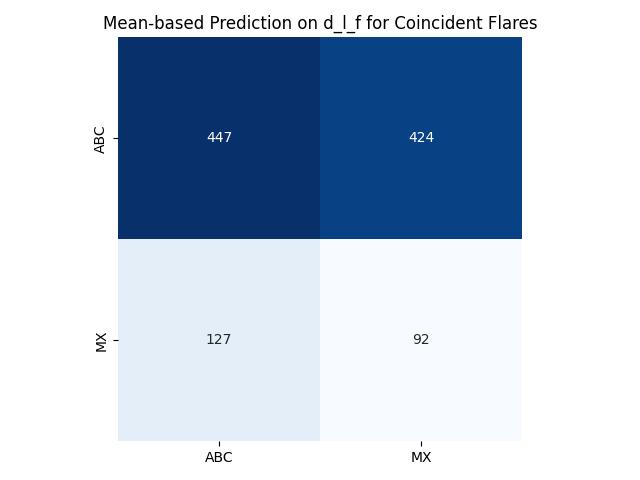 Mean-based Prediction on d_l_f for Coincident Flares
ABC
447
424
MX
127
92
ABC
MX